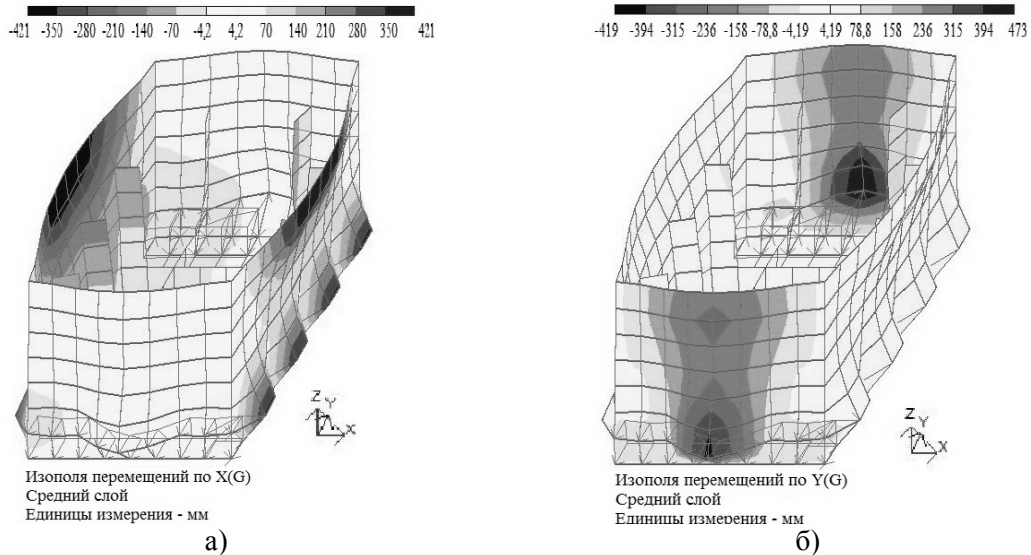 -421 -350 -280 -210 -140 -70 -4,2 4,2 70 140 210 280 350 421
Z
Y
X
Изополя перемещений по X(G)
Средний слой
Единицы измерения - мм
а)
-419 -394 -315 -236 -158 -78,8 -4,19 4,19 78,8 158 236 315 394 473
Z
Y
X
Изополя перемещений по Y(G)
Средний слой
Единицы измерения - мм
б)